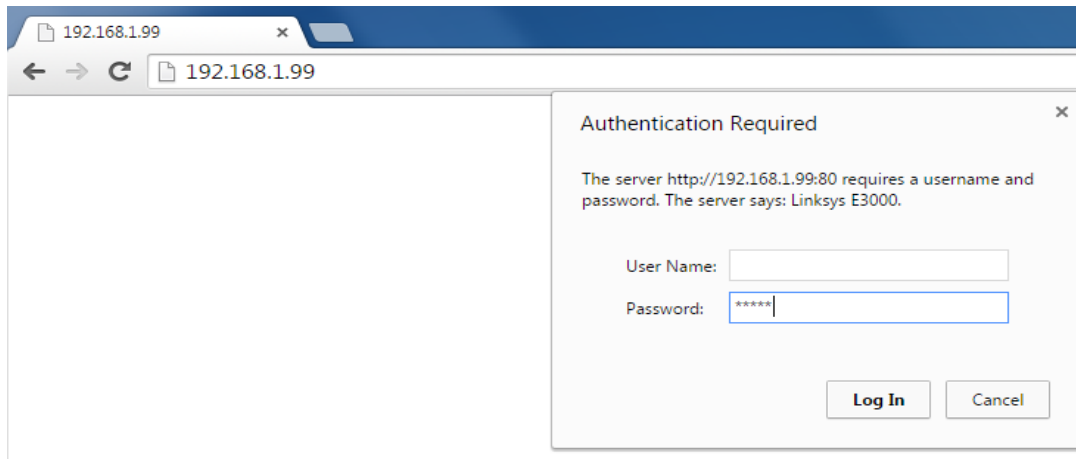 192.168.1.99
192.168.1.99
Authentication Required
The server http://192.168.1.99:80 requires a username and
password. The server says: Linksys E3000.
User Name:
Password: *****
Log In Cancel